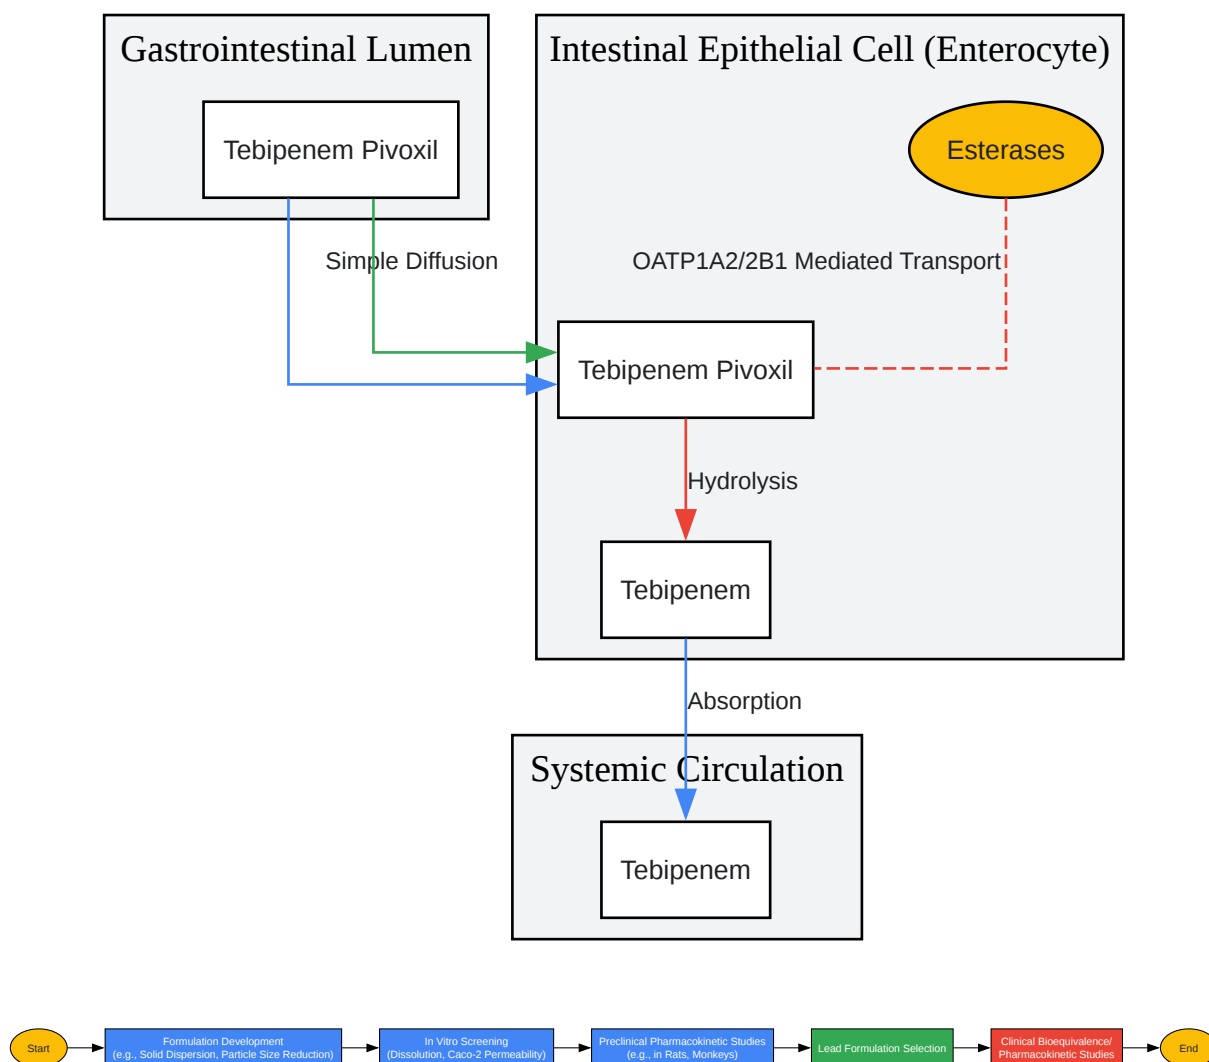 Gastrointestinal Lumen
Intestinal Epithelial Cell (Enterocyte)
Tebipenem Pivoxil
Esterases
Simple Diffusion
OATP1A2/2B1 Mediated Transport
Tebipenem Pivoxil
Hydrolysis
Tebipenem
Absorption
Systemic Circulation
Tebipenem
Start
Formulation Development
(e.g., Solid Dispersion, Particle Size Reduction)
In Vitro Screening
(Dissolution, Caco-2 Permeability)
Preclinical Pharmacokinetic Studies
(e.g., in Rats, Monkeys)
Lead Formulation Selection
Clinical Bioequivalence/
Pharmacokinetic Studies
End